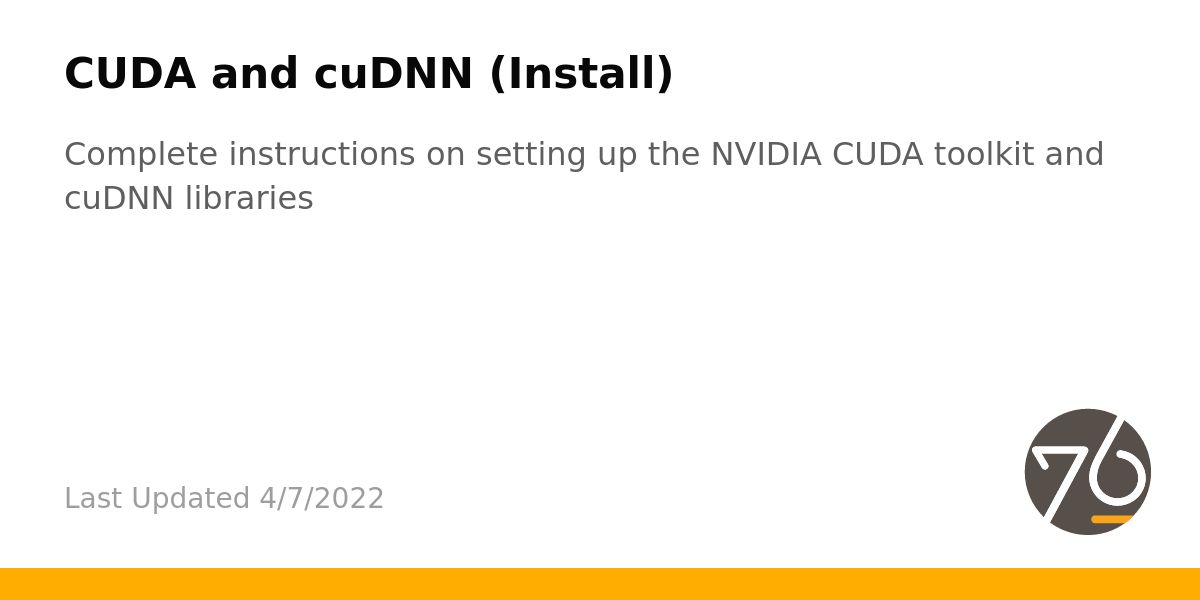 CUDA and cuDNN (Install)
Complete instructions on setting up the NVIDIA CUDA toolkit and
cuDNN libraries
Last Updated 4/7/2022
76